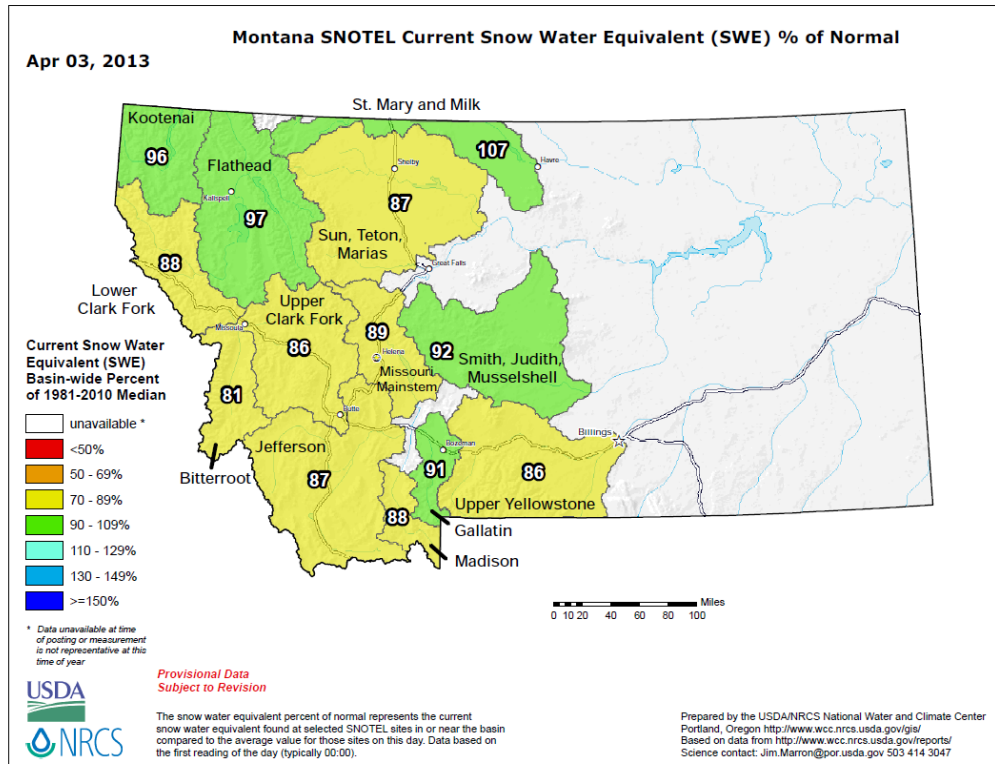 Montana SNOTEL Current Snow Water Equivalent (SWE) % of Normal
Apr 03, 2013
St. Mary and Milk
Kootenai
96
Flathead
107
Havre
Shelby
Kalispell
97
87
Sun, Teton,
Marias
88
Great Falls
Lower
Clark Fork
Upper
Clark Fork
Missoula
86
89
Helena
Missouri
Mainstem
92
Smith, Judith,
Musselshell
81
Butte
Bitterroot
Jefferson
87
Bozeman
91
88
Billings
86
Upper Yellowstone
Gallatin
Madison
Current Snow Water
Equivalent (SWE)
Basin-wide Percent
of 1981-2010 Median
unavailable *
<50%
50 - 69%
70 - 89%
90 - 109%
110 - 129%
130 - 149%
>=150%
* Data unavailable at time
of posting or measurement
is not representative at this
time of year
Miles
0 10 20 40 60 80 100
Provisional Data
Subject to Revision
USDA
NRCS
The snow water equivalent percent of normal represents the current
snow water equivalent found at selected SNOTEL sites in or near the basin
compared to the average value for those sites on this day. Data based on
the first reading of the day (typically 00:00).
Prepared by the USDA/NRCS National Water and Climate Center
Portland, Oregon http://www.wcc.nrcs.usda.gov/gis/
Based on data from http://www.wcc.nrcs.usda.gov/reports/
Science contact: Jim.Marron@por.usda.gov 503 414 3047